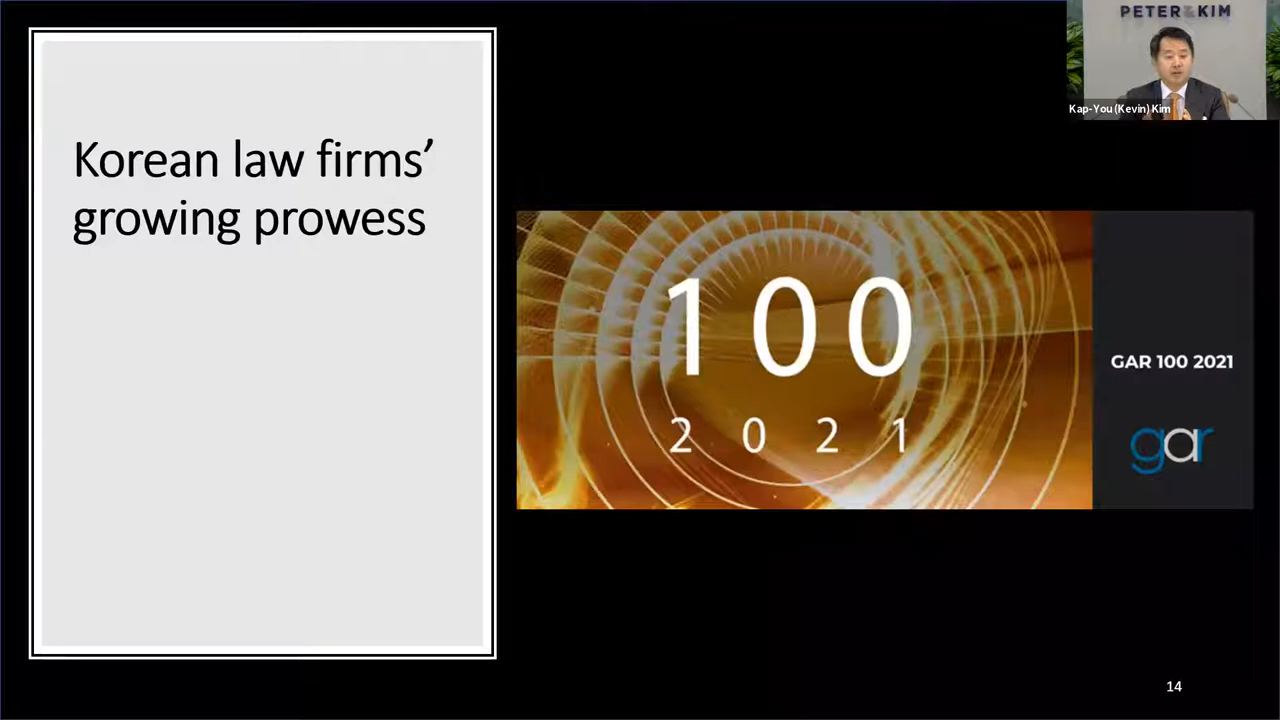 PETER&KIM
Kap-You (Kevin) Kim
Korean law firms’
growing prowess
100
2021
GAR 100 2021
gar
14